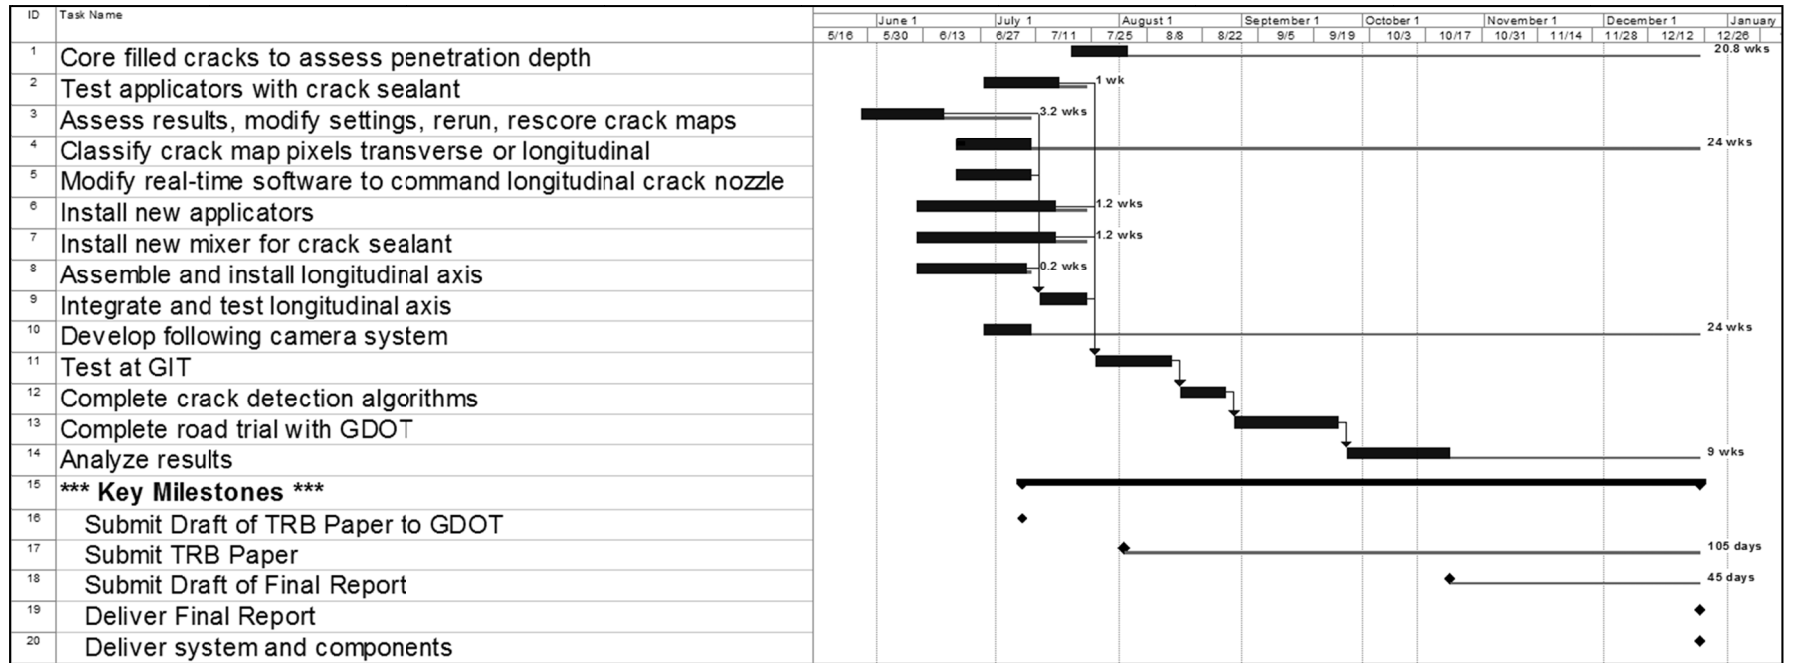 ID Task Name
June 1 July 1 August 1 September 1 October 1 November 1 December 1 January
5/16 5/30 6/13 6/27 7/11 7/25 8/8 8/22 9/5 9/19 10/3 10/17 10/31 11/14 11/28 12/12 12/26
1 Core filled cracks to assess penetration depth 20.8 wks
2 Test applicators with crack sealant 1 wk
3 Assess results, modify settings, rerun, rescore crack maps 3.2 wks
4 Classify crack map pixels transverse or longitudinal 24 wks
5 Modify real-time software to command longitudinal crack nozzle
6 Install new applicators 1.2 wks
7 Install new mixer for crack sealant 1.2 wks
8 Assemble and install longitudinal axis 0.2 wks
9 Integrate and test longitudinal axis
10 Develop following camera system 24 wks
11 Test at GIT
12 Complete crack detection algorithms
13 Complete road trial with GDOT
14 Analyze results 9 wks
15 *** Key Milestones ***
16 Submit Draft of TRB Paper to GDOT
17 Submit TRB Paper 105 days
18 Submit Draft of Final Report 45 days
19 Deliver Final Report
20 Deliver system and components